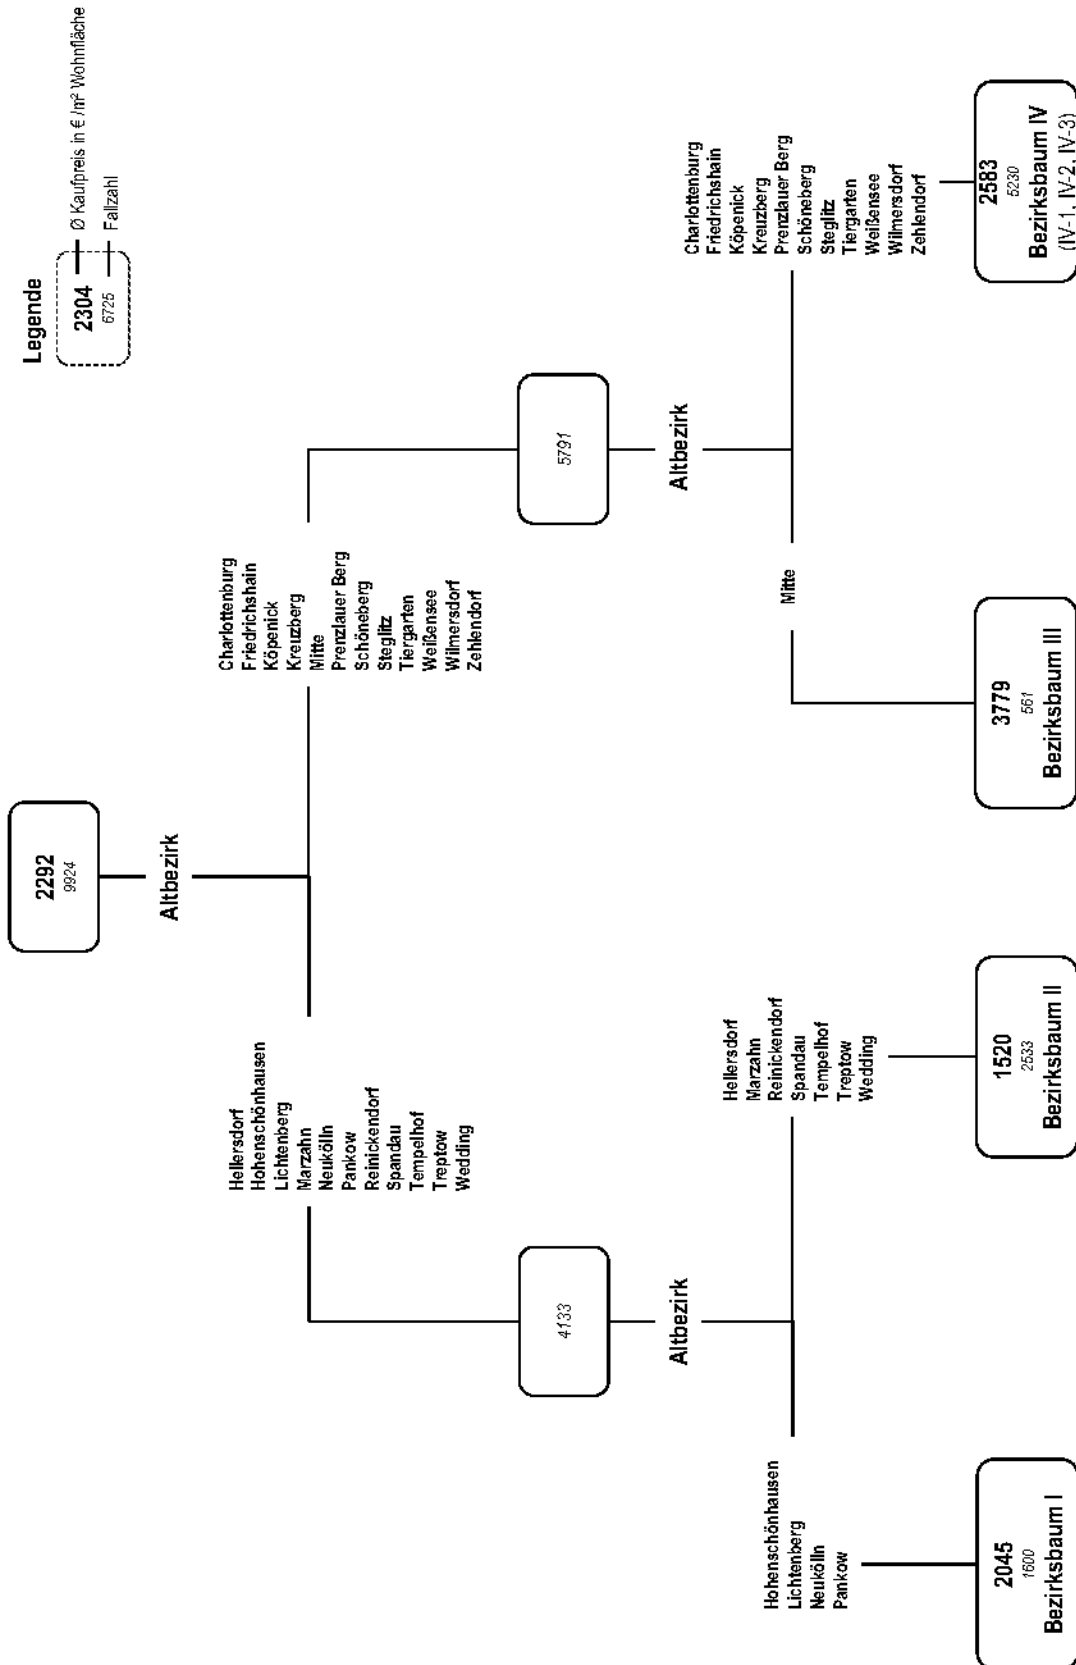 Legende
2304
6725
Ø Kaufpreis in € /m² Wohnfläche
Fallzahl
2292
9924
Altbezirk
Hellersdorf
Hohenschönhausen
Lichtenberg
Marzahn
Neukölln
Pankow
Reinickendorf
Spandau
Tempelhof
Treptow
Wedding
Charlottenburg
Friedrichshain
Köpenick
Kreuzberg
Mitte
Prenzlauer Berg
Schöneberg
Steglitz
Tiergarten
Weißensee
Wilmersdorf
Zehlendorf
4133
5791
Altbezirk
Altbezirk
Hohenschönhausen
Lichtenberg
Neukölln
Pankow
Hellersdorf
Marzahn
Reinickendorf
Spandau
Tempelhof
Treptow
Wedding
Mitte
Charlottenburg
Friedrichshain
Köpenick
Kreuzberg
Prenzlauer Berg
Schöneberg
Steglitz
Tiergarten
Weißensee
Wilmersdorf
Zehlendorf
2045
1600
Bezirksbaum I
1520
2533
Bezirksbaum II
3779
561
Bezirksbaum III
2583
5230
Bezirksbaum IV
(IV-1, IV-2, IV-3)